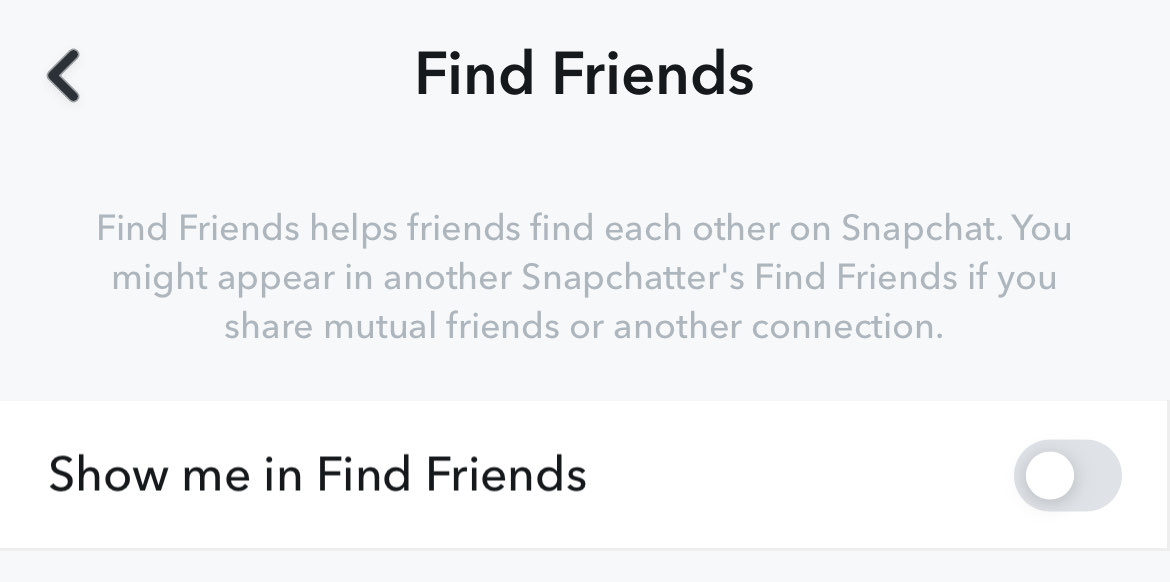 Find Friends
Find Friends helps friends find each other on Snapchat. You
might appear in another Snapchatter's Find Friends if you
share mutual friends or another connection.
Show me in Find Friends